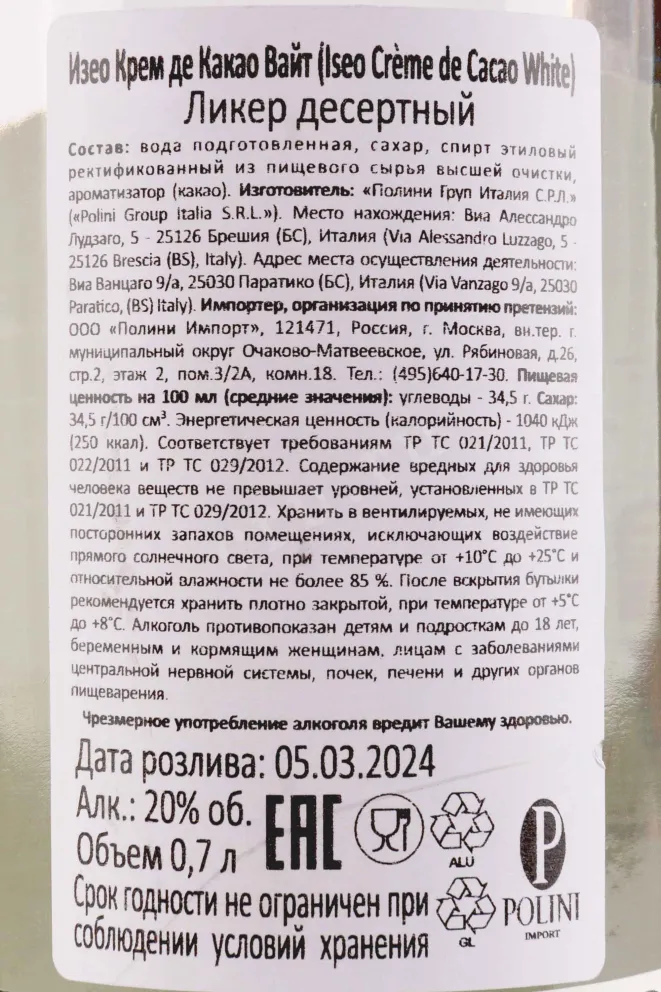 Изео Крем де Какао Вайт (Iseo Crème de Cacao White)
Ликер десертный
Состав: вода подготовленная, сахар, спирт этиловый
ректификованный из пищевого сырья высшей очистки,
ароматизатор (какао). Изготовитель: «Полини Груп Италия С.Р.Л.»
(«Polini Group Italia S.R.L.»). Место нахождения: Виа Алессандро
Лудзаго, 5 - 25126 Брешия (БС), Италия (Via Alessandro Luzzago, 5 -
25126 Brescia (BS), Italy). Адрес места осуществления деятельности:
Виа Ванцаго 9/а, 25030 Паратико (БС), Италия (Via Vanzago 9/a, 25030
Paratico, (BS) Italy). Импортер, организация по принятию претензий:
ООО «Полини Импорт», 121471, Россия, г. Москва, вн.тер. г.
муниципальный округ Очаково-Матвеевское, ул. Рябиновая, д.26,
стр.2, этаж 2, пом.3/2А, комн.18. Тел.: (495)640-17-30. Пищевая
ценность на 100 мл (средние значения): углеводы - 34,5 г. Сахар:
34,5 г/100 см³. Энергетическая ценность (калорийность) - 1040 кДж
(250 ккал). Соответствует требованиям ТР ТС 021/2011, ТР ТС
022/2011 и ТР ТС 029/2012. Содержание вредных для здоровья
человека веществ не превышает уровней, установленных в ТР ТС
021/2011 и ТР ТС 029/2012. Хранить в вентилируемых, не имеющих
посторонних запахов помещениях, исключающих воздействие
прямого солнечного света, при температуре от +10°С до +25°С и
относительной влажности не более 85 %. После вскрытия бутылки
рекомендуется хранить плотно закрытой, при температуре от +5°С
до +8°С. Алкоголь противопоказан детям и подросткам до 18 лет,
беременным и кормящим женщинам, лицам с заболеваниями
центральной нервной системы, почек, печени и других органов
пищеварения.
Чрезмерное употребление алкоголя вредит Вашему здоровью.
Дата розлива: 05.03.2024
Алк.: 20% об.
Объем 0,7 л
EAC
ALU
P
Срок годности не ограничен при
соблюдении условий хранения
GL
POLINI
IMPORT